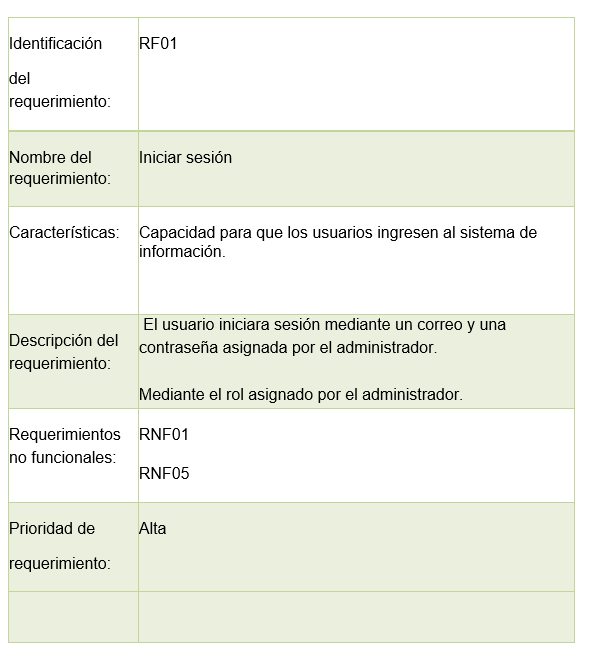 Identificación RF01
del
requerimiento:
Nombre del Iniciar sesión
requerimiento:
Características: Capacidad para que los usuarios ingresen al sistema de
información.
El usuario iniciara sesión mediante un correo y una
Descripción del contraseña asignada por el administrador.
requerimiento:
Mediante el rol asignado por el administrador.
Requerimientos RNF01
no funcionales:
RNF05
Prioridad de Alta
requerimiento: